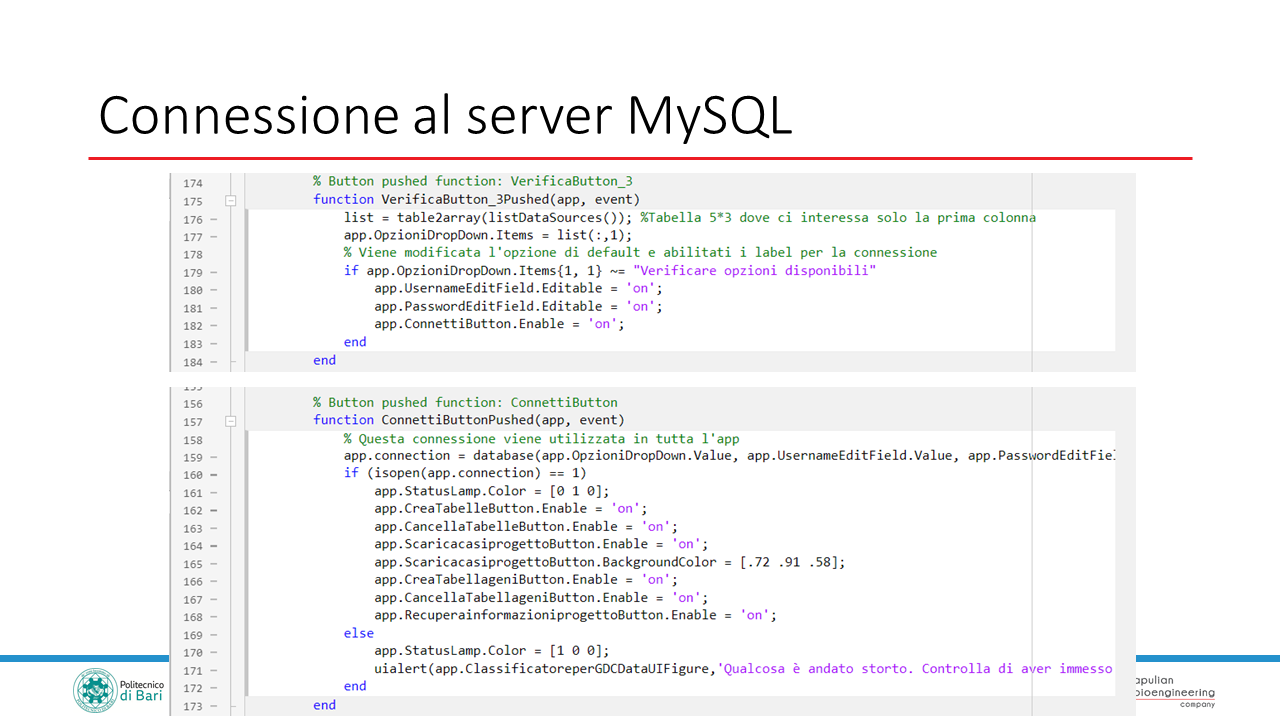 Connessione al server MySQL
174 % Button pushed function: VerificaButton_3
175 function VerificaButton_3Pushed(app, event)
176 list = table2array(listDataSources()); %Tabella 5*3 dove ci interessa solo la prima colonna
177 app.OpzioniDropDown.Items = list(:,1);
178 % Viene modificata l'opzione di default e abilitati i label per la connessione
179 if app.OpzioniDropDown.Items{1, 1} ~= "Verificare opzioni disponibili"
180 app.UsernameEditField.Editable = 'on';
181 app.PasswordEditField.Editable = 'on';
182 app.ConnettiButton.Enable = 'on';
183 end
184 end
156 % Button pushed function: ConnettiButton
157 function ConnettiButtonPushed(app, event)
158 % Questa connessione viene utilizzata in tutta l'app
159 app.connection = database(app.OpzioniDropDown.Value, app.UsernameEditField.Value, app.PasswordEditFiel
160 if (isopen(app.connection) == 1)
161 app.StatusLamp.Color = [0 1 0];
162 app.CreaTabelleButton.Enable = 'on';
163 app.CancellaTabelleButton.Enable = 'on';
164 app.ScaricacasiprogettoButton.Enable = 'on';
165 app.ScaricacasiprogettoButton.BackgroundColor = [.72 .91 .58];
166 app.CreaTabellageniButton.Enable = 'on';
167 app.CancellaTabellageniButton.Enable = 'on';
168 app.RecuperainformazioniprogettoButton.Enable = 'on';
169 else
170 app.StatusLamp.Color = [1 0 0];
171 uialert(app.ClassificatoreperGDCDataUIFigure,'Qualcosa è andato storto. Controlla di aver immesso
172 end
173 end
Politecnico
di Bari
apulian
bioengineering
company